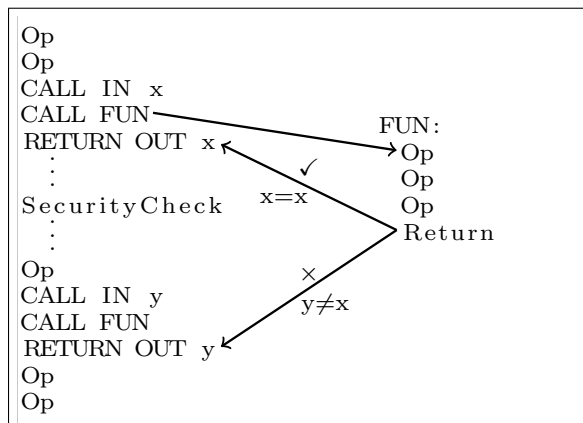 Op
Op
CALL IN x
CALL FUN
RETURN OUT x
⋮
SecurityCheck
⋮
Op
CALL IN y
CALL FUN
RETURN OUT y
Op
Op
FUN:
Op
Op
Op
Return
✓
x=x
×
y≠x